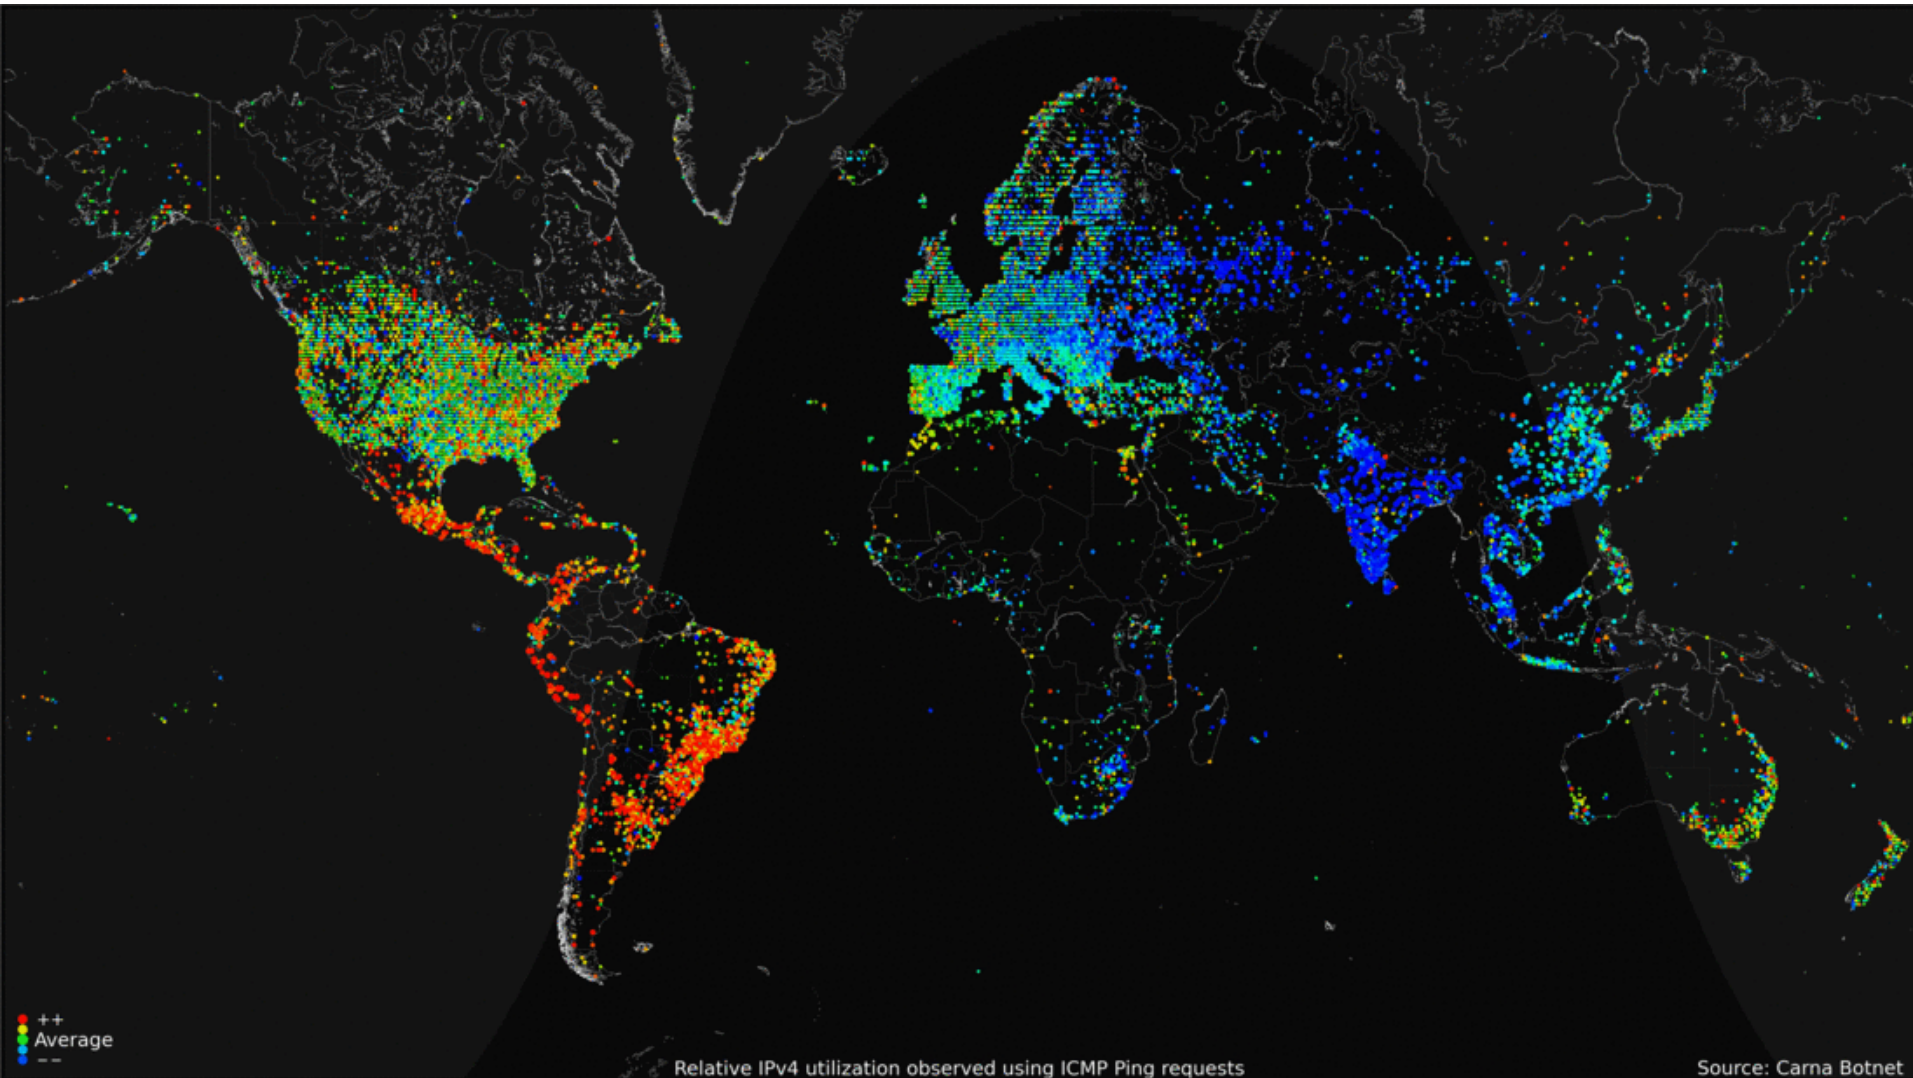 ++
Average
--
Relative IPv4 utilization observed using ICMP Ping requests
Source: Carna Botnet